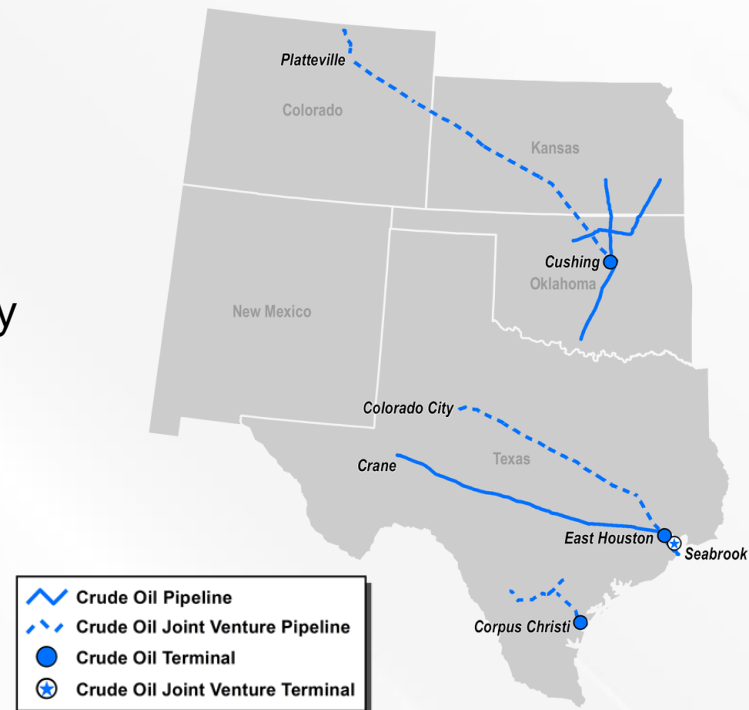 Platteville
Colorado
Kansas
Cushing
Oklahoma
y
New Mexico
Colorado City
Texas
Crane
East Houston
Seabrook
Corpus Christi
Crude Oil Pipeline
Crude Oil Joint Venture Pipeline
Crude Oil Terminal
Crude Oil Joint Venture Terminal